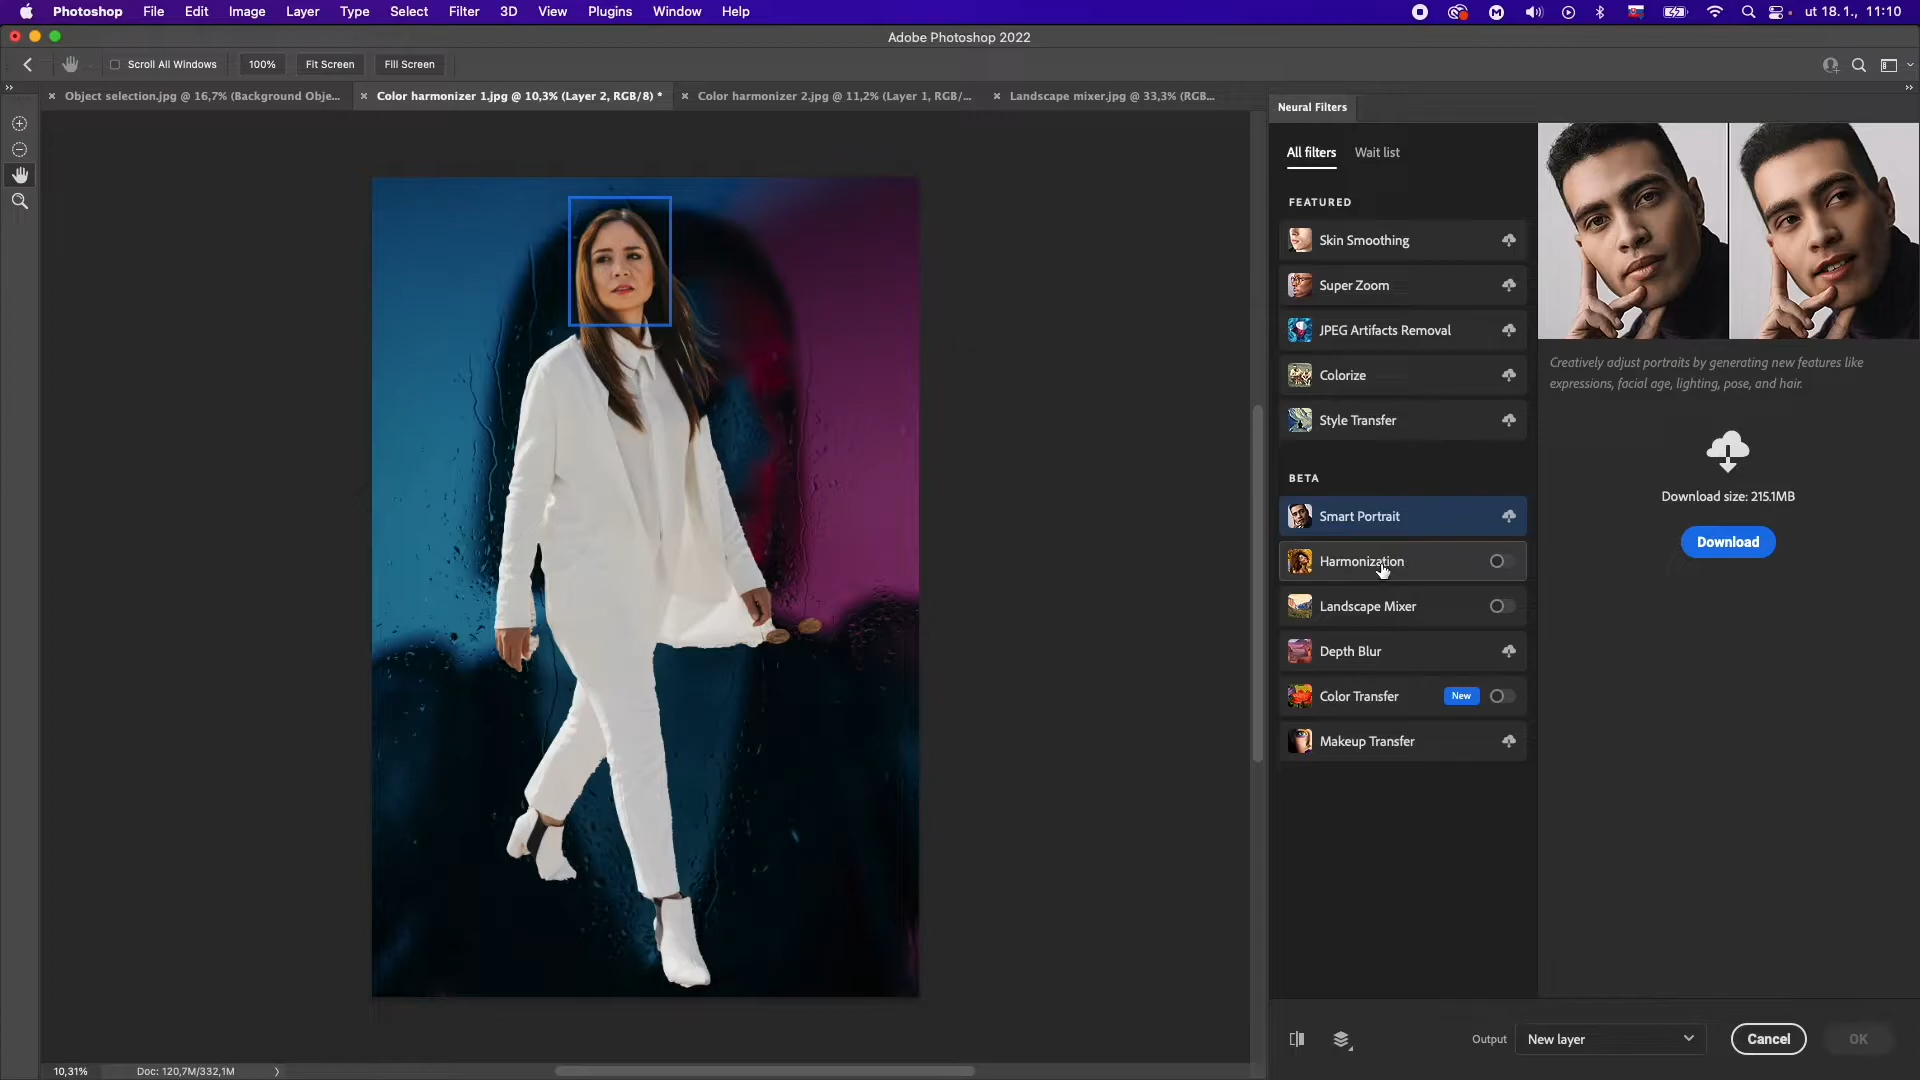 Photoshop File Edit Image Layer Type Select Filter 3D View Plugins Window Help ut 18. 1., 11:10
Adobe Photoshop 2022
Scroll All Windows 100% Fit Screen Fill Screen
Object selection.jpg @ 16,7% (Background Obje... Color harmonizer 1.jpg @ 10,3% (Layer 2, RGB/8) * Color harmonizer 2.jpg @ 11,2% (Layer 1, RGB/... Landscape mixer.jpg @ 33,3% (RGB...
Neural Filters
All filters Wait list
FEATURED
Skin Smoothing
Super Zoom
JPEG Artifacts Removal
Colorize
Style Transfer
BETA
Smart Portrait
Harmonization
Landscape Mixer
Depth Blur
Color Transfer New
Makeup Transfer
Creatively adjust portraits by generating new features like
expressions, facial age, lighting, pose, and hair.
Download size: 215.1MB
Download
Output New layer Cancel OK
10,31% Doc: 120,7M/332,1M